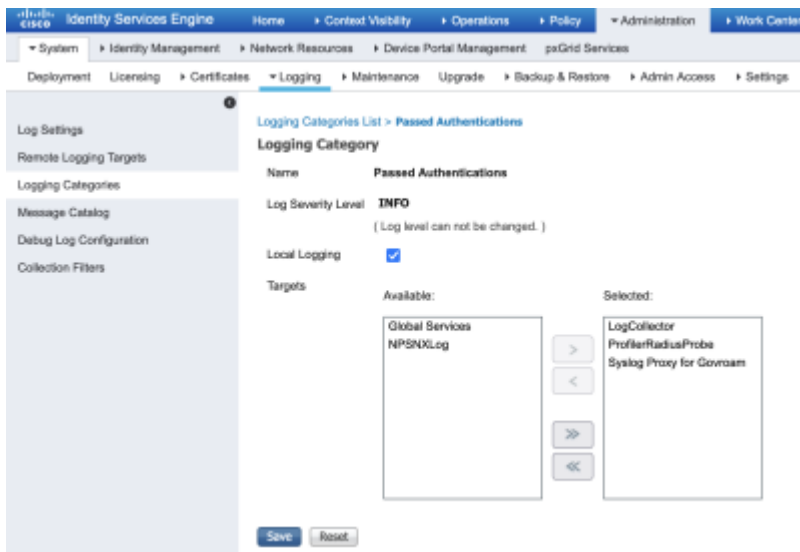 CISCO Identity Services Engine Home Context Visibility Operations Policy Administration Work Center
System Identity Management Network Resources Device Portal Management pxGrid Services
Deployment Licensing Certificates Logging Maintenance Upgrade Backup & Restore Admin Access Settings
Log Settings
Remote Logging Targets
Logging Categories
Message Catalog
Debug Log Configuration
Collection Filters
Logging Categories List > Passed Authentications
Logging Category
Name Passed Authentications
Log Severity Level INFO
( Log level can not be changed. )
Local Logging
Targets
Available: Selected:
Global Services LogCollector
NPSNXLog ProfilerRadiusProbe
Syslog Proxy for Govroam
>
<
>>
<<
Save Reset